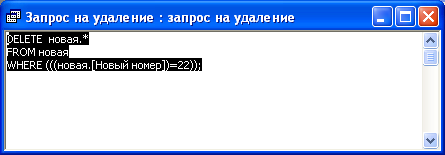 Запрос на удаление : запрос на удаление
DELETE новая.*
FROM новая
WHERE (((новая.[Новый номер])=22));